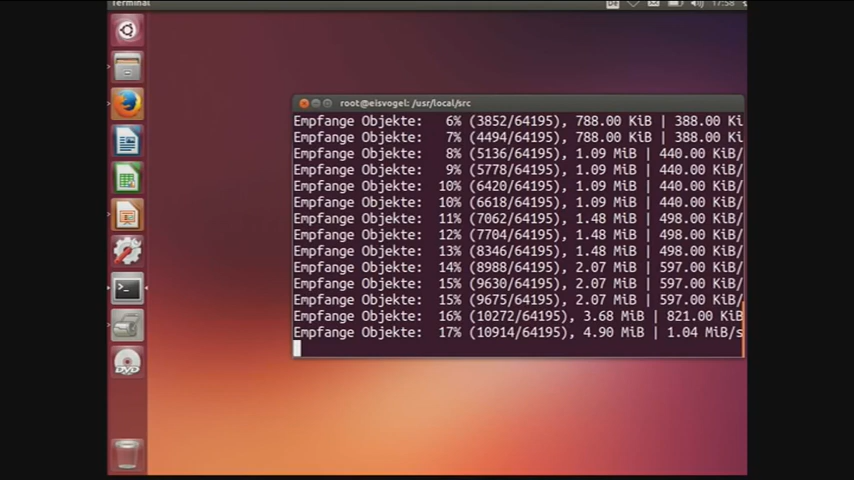 Terminal
De
17:58
root@eisvogel: /usr/local/src
Empfange Objekte:   6% (3852/64195), 788.00 KiB | 388.00 Ki
Empfange Objekte:   7% (4494/64195), 788.00 KiB | 388.00 Ki
Empfange Objekte:   8% (5136/64195), 1.09 MiB | 440.00 KiB/
Empfange Objekte:   9% (5778/64195), 1.09 MiB | 440.00 KiB/
Empfange Objekte:  10% (6420/64195), 1.09 MiB | 440.00 KiB/
Empfange Objekte:  10% (6618/64195), 1.09 MiB | 440.00 KiB/
Empfange Objekte:  11% (7062/64195), 1.48 MiB | 498.00 KiB/
Empfange Objekte:  12% (7704/64195), 1.48 MiB | 498.00 KiB/
Empfange Objekte:  13% (8346/64195), 1.48 MiB | 498.00 KiB/
Empfange Objekte:  14% (8988/64195), 2.07 MiB | 597.00 KiB/
Empfange Objekte:  15% (9630/64195), 2.07 MiB | 597.00 KiB/
Empfange Objekte:  15% (9675/64195), 2.07 MiB | 597.00 KiB/
Empfange Objekte:  16% (10272/64195), 3.68 MiB | 821.00 KiB
Empfange Objekte:  17% (10914/64195), 4.90 MiB | 1.04 MiB/s
>_
DVD